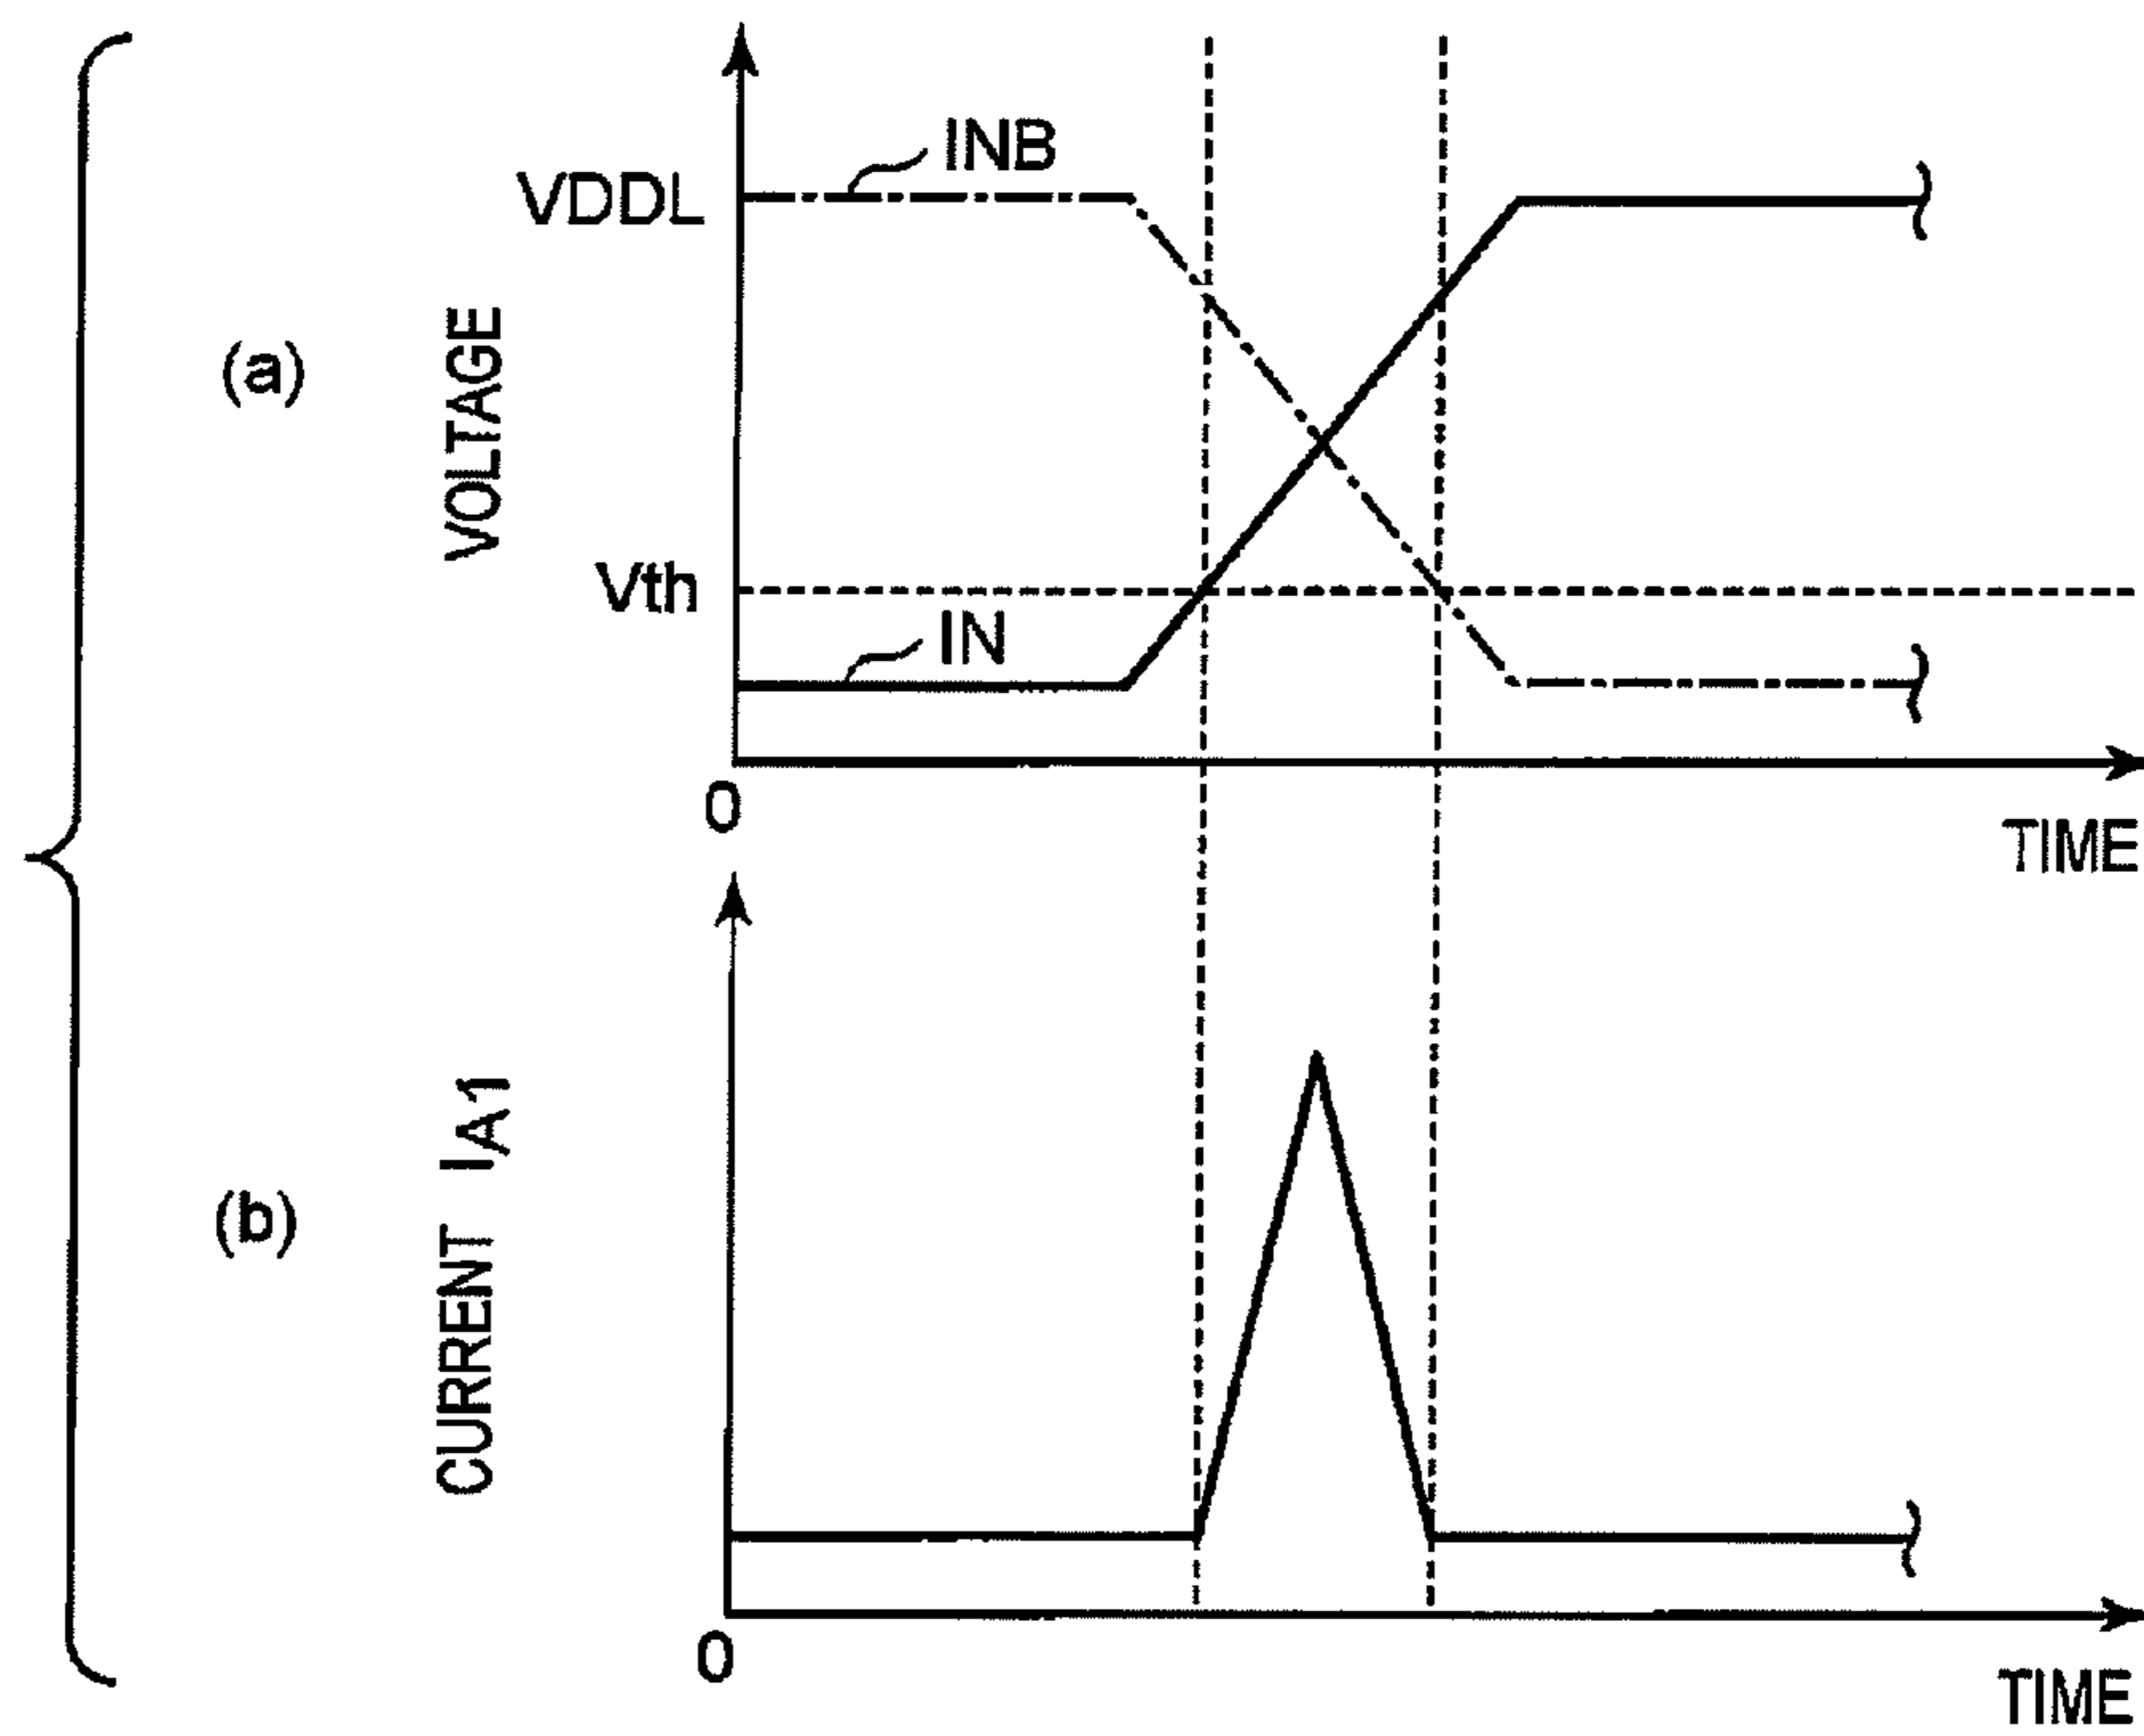 INB
VDDL
(a)
VOLTAGE
Vth
IN
0
TIME
(b)
CURRENT IA1
0
TIME